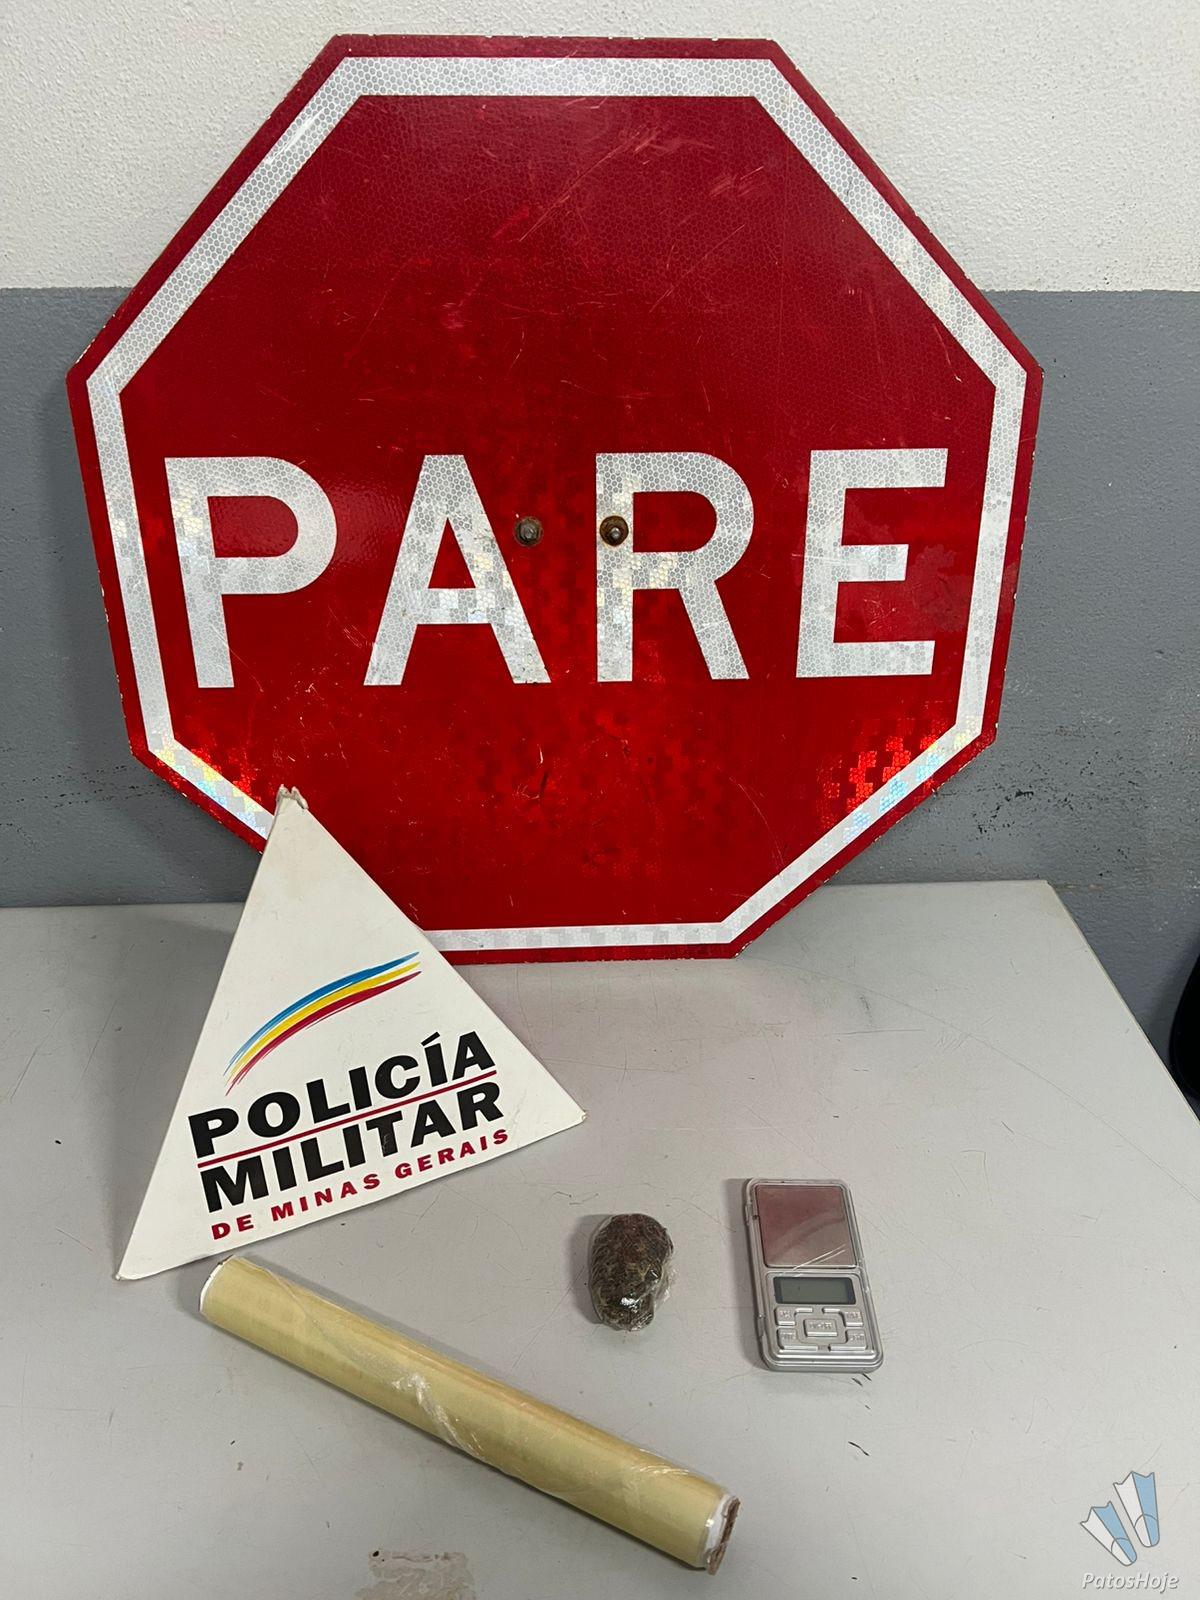 PARE
POLICÍA
MILITAR
DE MINAS GERAIS
PatosHoje